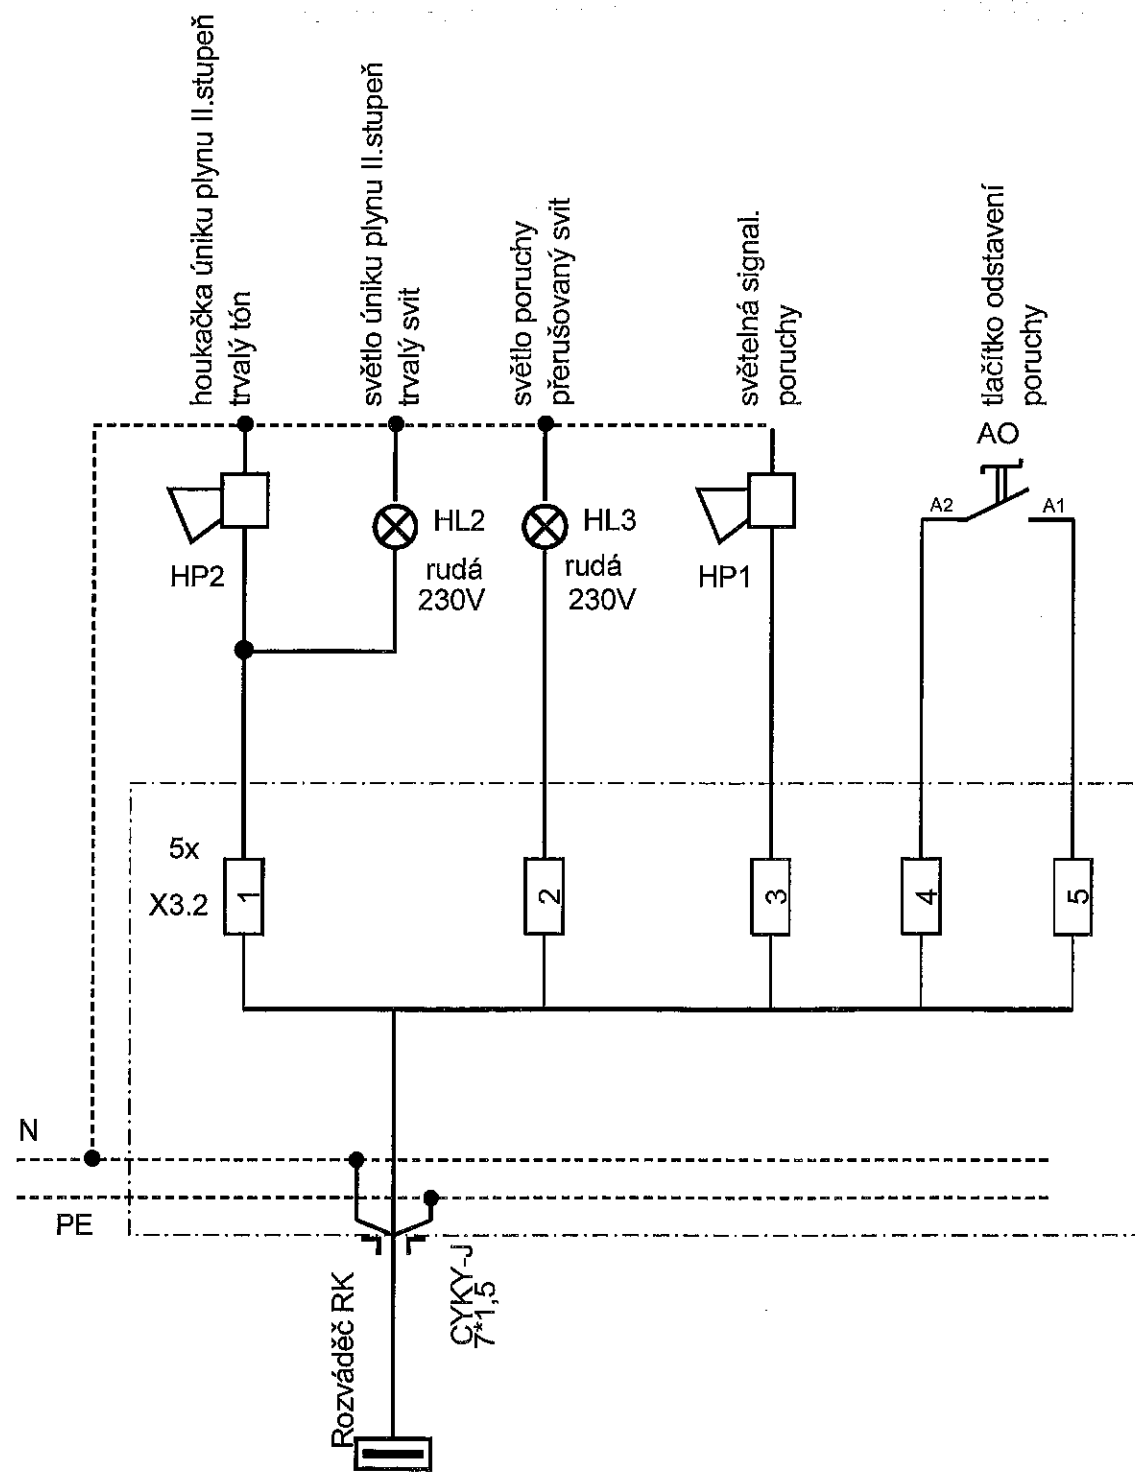 houkačka úniku plynu II.stupeň
trvalý tón
světlo úniku plynu II.stupeň
trvalý svit
světlo poruchy
přerušovaný svit
světelná signal.
poruchy
tlačítko odstavení
poruchy
AO
A2
A1
HP2
HL2
rudá
230V
HL3
rudá
230V
HP1
5x
X3.2
1
2
3
4
5
N
PE
Rozváděč RK
CYKY-J
7*1,5